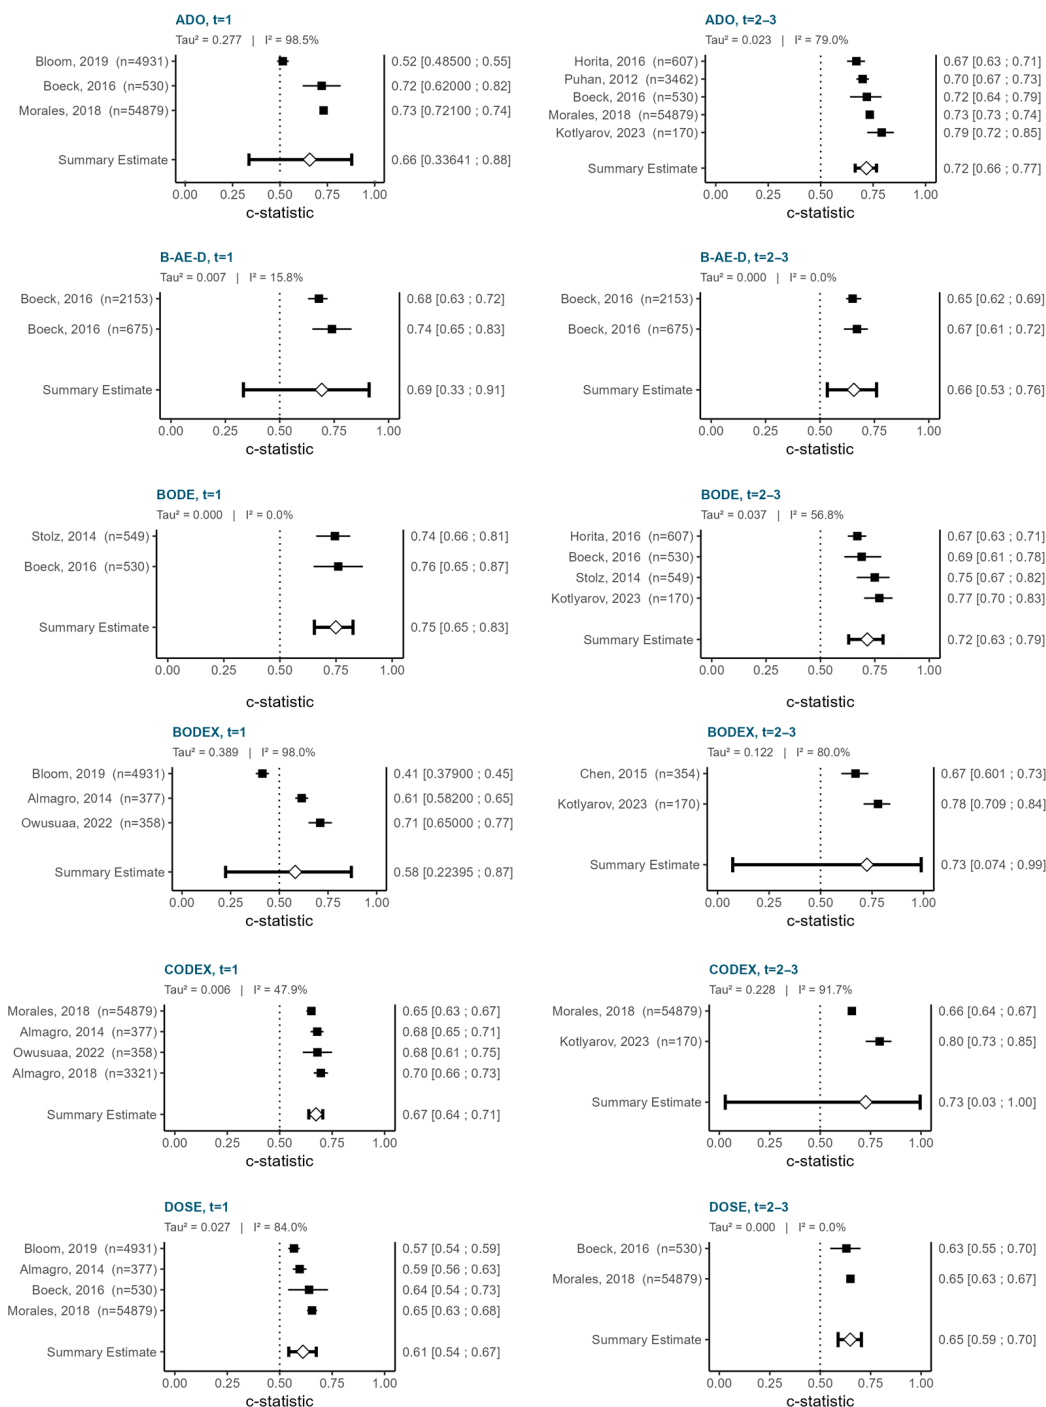 ADO, t=1
Tau² = 0.277 | I² = 98.5%
Bloom, 2019 (n=4931) 0.52 [0.48500 ; 0.55]
Boeck, 2016 (n=530) 0.72 [0.62000 ; 0.82]
Morales, 2018 (n=54879) 0.73 [0.72100 ; 0.74]
Summary Estimate 0.66 [0.33641 ; 0.88]
0.00 0.25 0.50 0.75 1.00
c-statistic
ADO, t=2–3
Tau² = 0.023 | I² = 79.0%
Horita, 2016 (n=607) 0.67 [0.63 ; 0.71]
Puhan, 2012 (n=3462) 0.70 [0.67 ; 0.73]
Boeck, 2016 (n=530) 0.72 [0.64 ; 0.79]
Morales, 2018 (n=54879) 0.73 [0.73 ; 0.74]
Kotlyarov, 2023 (n=170) 0.79 [0.72 ; 0.85]
Summary Estimate 0.72 [0.66 ; 0.77]
0.00 0.25 0.50 0.75 1.00
c-statistic
B-AE-D, t=1
Tau² = 0.007 | I² = 15.8%
Boeck, 2016 (n=2153) 0.68 [0.63 ; 0.72]
Boeck, 2016 (n=675) 0.74 [0.65 ; 0.83]
Summary Estimate 0.69 [0.33 ; 0.91]
0.00 0.25 0.50 0.75 1.00
c-statistic
B-AE-D, t=2–3
Tau² = 0.000 | I² = 0.0%
Boeck, 2016 (n=2153) 0.65 [0.62 ; 0.69]
Boeck, 2016 (n=675) 0.67 [0.61 ; 0.72]
Summary Estimate 0.66 [0.53 ; 0.76]
0.00 0.25 0.50 0.75 1.00
c-statistic
BODE, t=1
Tau² = 0.000 | I² = 0.0%
Stolz, 2014 (n=549) 0.74 [0.66 ; 0.81]
Boeck, 2016 (n=530) 0.76 [0.65 ; 0.87]
Summary Estimate 0.75 [0.65 ; 0.83]
0.00 0.25 0.50 0.75 1.00
c-statistic
BODE, t=2–3
Tau² = 0.037 | I² = 56.8%
Horita, 2016 (n=607) 0.67 [0.63 ; 0.71]
Boeck, 2016 (n=530) 0.69 [0.61 ; 0.78]
Stolz, 2014 (n=549) 0.75 [0.67 ; 0.82]
Kotlyarov, 2023 (n=170) 0.77 [0.70 ; 0.83]
Summary Estimate 0.72 [0.63 ; 0.79]
0.00 0.25 0.50 0.75 1.00
c-statistic
BODEX, t=1
Tau² = 0.389 | I² = 98.0%
Bloom, 2019 (n=4931) 0.41 [0.37900 ; 0.45]
Almagro, 2014 (n=377) 0.61 [0.58200 ; 0.65]
Owusuaa, 2022 (n=358) 0.71 [0.65000 ; 0.77]
Summary Estimate 0.58 [0.22395 ; 0.87]
0.00 0.25 0.50 0.75 1.00
c-statistic
BODEX, t=2–3
Tau² = 0.122 | I² = 80.0%
Chen, 2015 (n=354) 0.67 [0.601 ; 0.73]
Kotlyarov, 2023 (n=170) 0.78 [0.709 ; 0.84]
Summary Estimate 0.73 [0.074 ; 0.99]
0.00 0.25 0.50 0.75 1.00
c-statistic
CODEX, t=1
Tau² = 0.006 | I² = 47.9%
Morales, 2018 (n=54879) 0.65 [0.63 ; 0.67]
Almagro, 2014 (n=377) 0.68 [0.65 ; 0.71]
Owusuaa, 2022 (n=358) 0.68 [0.61 ; 0.75]
Almagro, 2018 (n=3321) 0.70 [0.66 ; 0.73]
Summary Estimate 0.67 [0.64 ; 0.71]
0.00 0.25 0.50 0.75 1.00
c-statistic
CODEX, t=2–3
Tau² = 0.228 | I² = 91.7%
Morales, 2018 (n=54879) 0.66 [0.64 ; 0.67]
Kotlyarov, 2023 (n=170) 0.80 [0.73 ; 0.85]
Summary Estimate 0.73 [0.03 ; 1.00]
0.00 0.25 0.50 0.75 1.00
c-statistic
DOSE, t=1
Tau² = 0.027 | I² = 84.0%
Bloom, 2019 (n=4931) 0.57 [0.54 ; 0.59]
Almagro, 2014 (n=377) 0.59 [0.56 ; 0.63]
Boeck, 2016 (n=530) 0.64 [0.54 ; 0.73]
Morales, 2018 (n=54879) 0.65 [0.63 ; 0.68]
Summary Estimate 0.61 [0.54 ; 0.67]
0.00 0.25 0.50 0.75 1.00
c-statistic
DOSE, t=2–3
Tau² = 0.000 | I² = 0.0%
Boeck, 2016 (n=530) 0.63 [0.55 ; 0.70]
Morales, 2018 (n=54879) 0.65 [0.63 ; 0.67]
Summary Estimate 0.65 [0.59 ; 0.70]
0.00 0.25 0.50 0.75 1.00
c-statistic